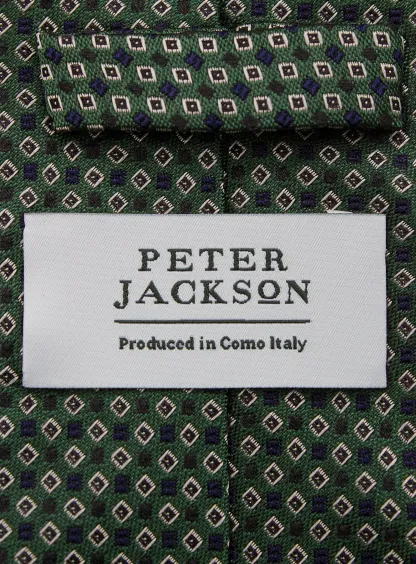 PETER
JACKSON
Produced in Como Italy